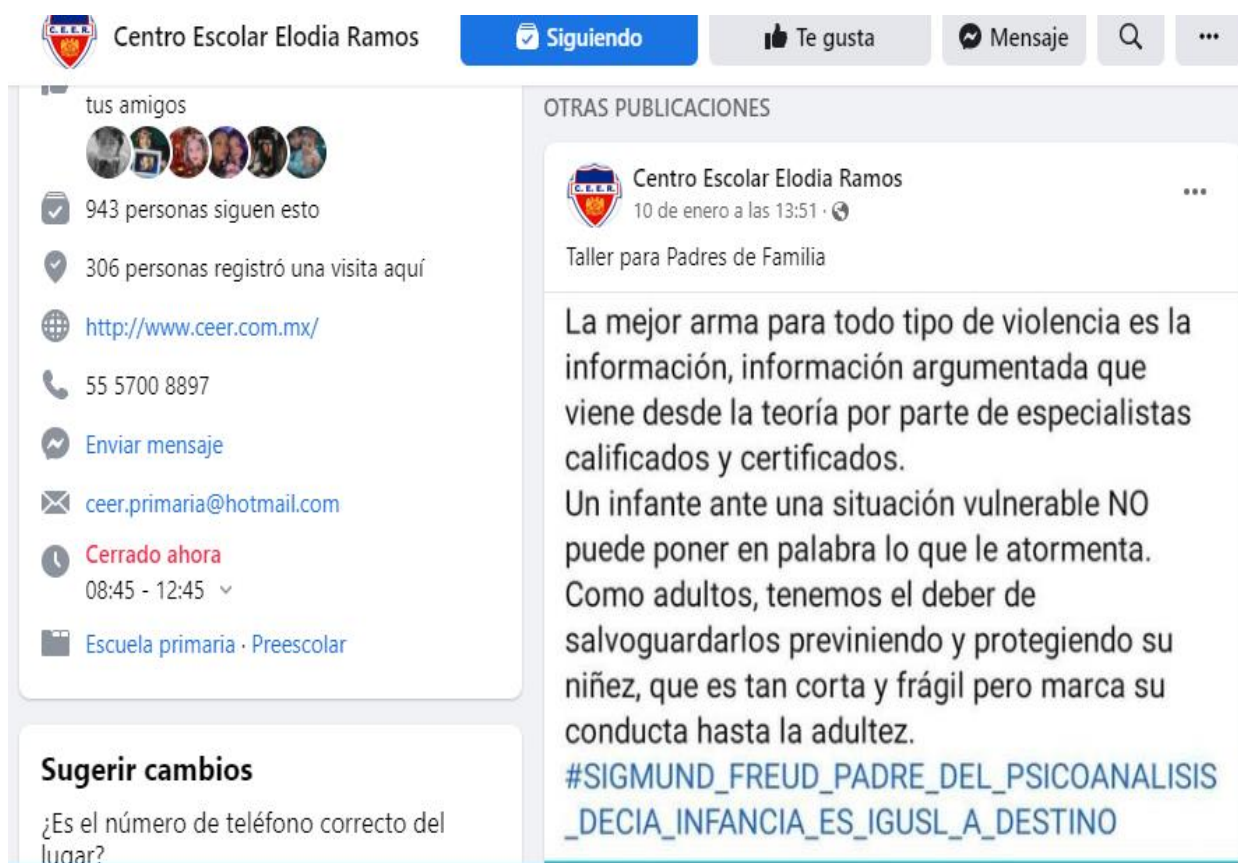 C.E.E.R.
Centro Escolar Elodia Ramos
Siguiendo
Te gusta
Mensaje
tus amigos
943 personas siguen esto
306 personas registró una visita aquí
http://www.ceer.com.mx/
55 5700 8897
Enviar mensaje
ceer.primaria@hotmail.com
Cerrado ahora
08:45 - 12:45
Escuela primaria · Preescolar
Sugerir cambios
¿Es el número de teléfono correcto del
lugar?
OTRAS PUBLICACIONES
C.E.E.R.
Centro Escolar Elodia Ramos
10 de enero a las 13:51 ·
Taller para Padres de Familia
La mejor arma para todo tipo de violencia es la
información, información argumentada que
viene desde la teoría por parte de especialistas
calificados y certificados.
Un infante ante una situación vulnerable NO
puede poner en palabra lo que le atormenta.
Como adultos, tenemos el deber de
salvoguardarlos previniendo y protegiendo su
niñez, que es tan corta y frágil pero marca su
conducta hasta la adultez.
#SIGMUND_FREUD_PADRE_DEL_PSICOANALISIS
_DECIA_INFANCIA_ES_IGUSL_A_DESTINO